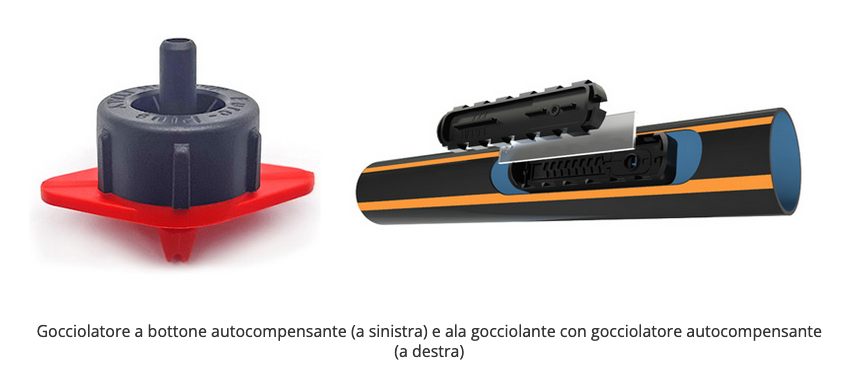 Gocciolatore a bottone autocompensante (a sinistra) e ala gocciolante con gocciolatore autocompensante
(a destra)